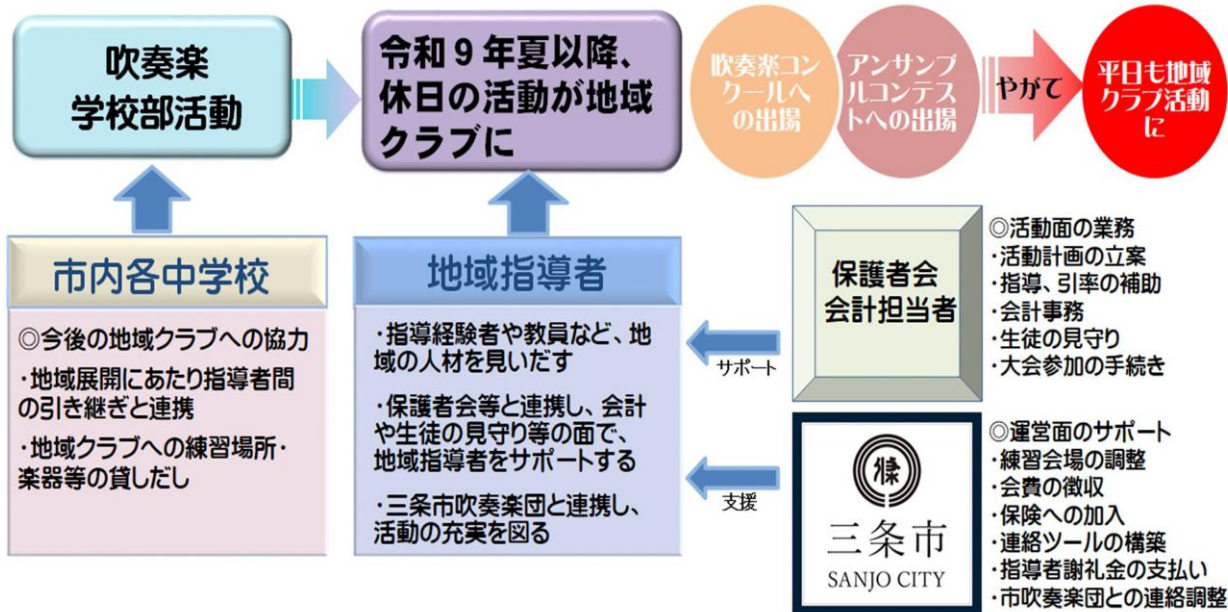 吹奏楽
学校部活動
令和9年夏以降、
休日の活動が地域
クラブに
吹奏楽コン
クールへ
の出場
アンサンブ
ルコンテス
トへの出場
やがて
平日も地域
クラブ活動
に
市内各中学校
◎今後の地域クラブへの協力
・地域展開にあたり指導者間
の引き継ぎと連携
・地域クラブへの練習場所・
楽器等の貸しだし
地域指導者
・指導経験者や教員など、地
域の人材を見いだす
・保護者会等と連携し、会計
や生徒の見守り等の面で、
地域指導者をサポートする
・三条市吹奏楽団と連携し、
活動の充実を図る
サポート
支援
保護者会
会計担当者
◎活動面の業務
・活動計画の立案
・指導、引率の補助
・会計事務
・生徒の見守り
・大会参加の手続き
三条市
SANJO CITY
◎運営面のサポート
・練習会場の調整
・会費の徴収
・保険への加入
・連絡ツールの構築
・指導者謝礼金の支払い
・市吹奏楽団との連絡調整